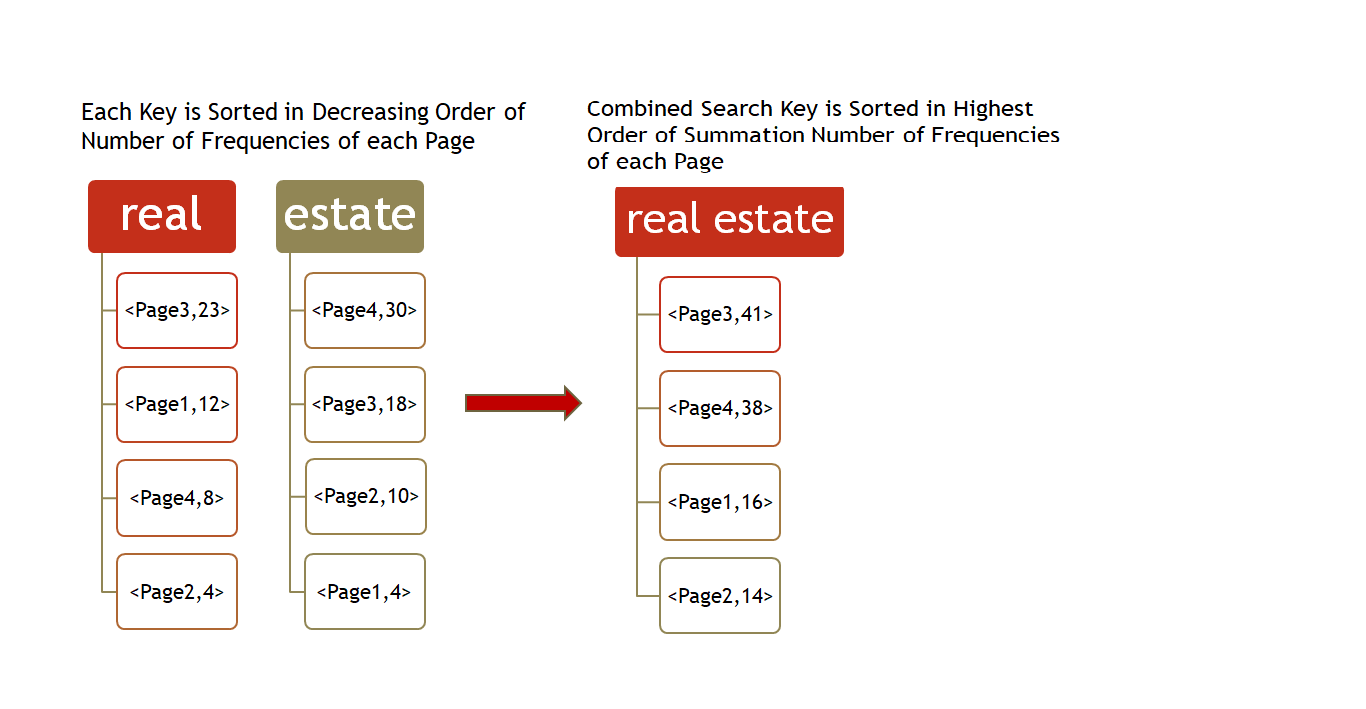 Each Key is Sorted in Decreasing Order of
Number of Frequencies of each Page
real
<Page3,23>
<Page1,12>
<Page4,8>
<Page2,4>
estate
<Page4,30>
<Page3,18>
<Page2,10>
<Page1,4>
Combined Search Key is Sorted in Highest
Order of Summation Number of Frequencies
of each Page
real estate
<Page3,41>
<Page4,38>
<Page1,16>
<Page2,14>